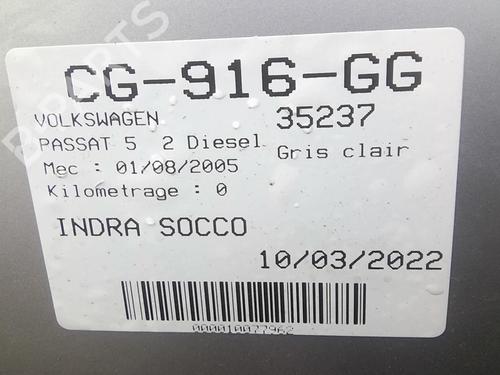 CG-916-GG
VOLKSWAGEN 35237
PASSAT 5 2 Diesel Gris clair
Mec : 01/08/2005
Kilometrage : 0
INDRA SOCCO
10/03/2022
000010077962